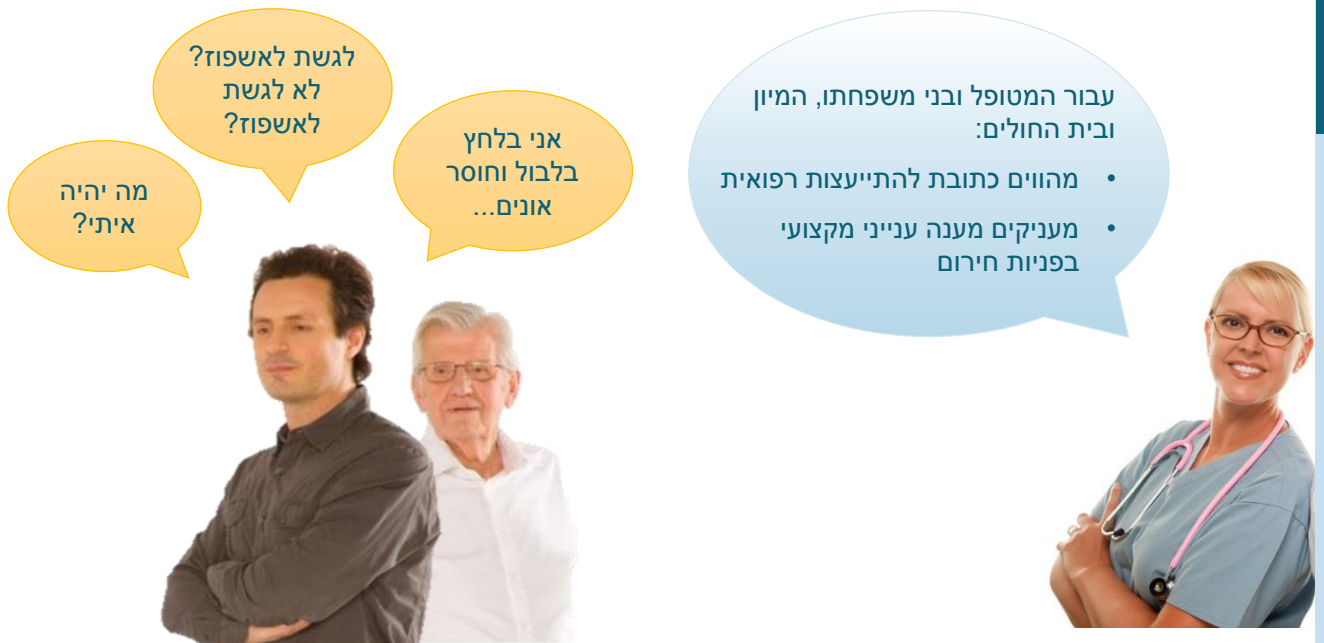 לגשת לאשפוז?
לא לגשת
לאשפוז?
אני בלחץ
בלבול וחוסר
אונים...
מה יהיה
איתי?
עבור המטופל ובני משפחתו, המיון
ובית החולים:
• מהווים כתובת להתייעצות רפואית
• מעניקים מענה ענייני מקצועי
בפניות חירום